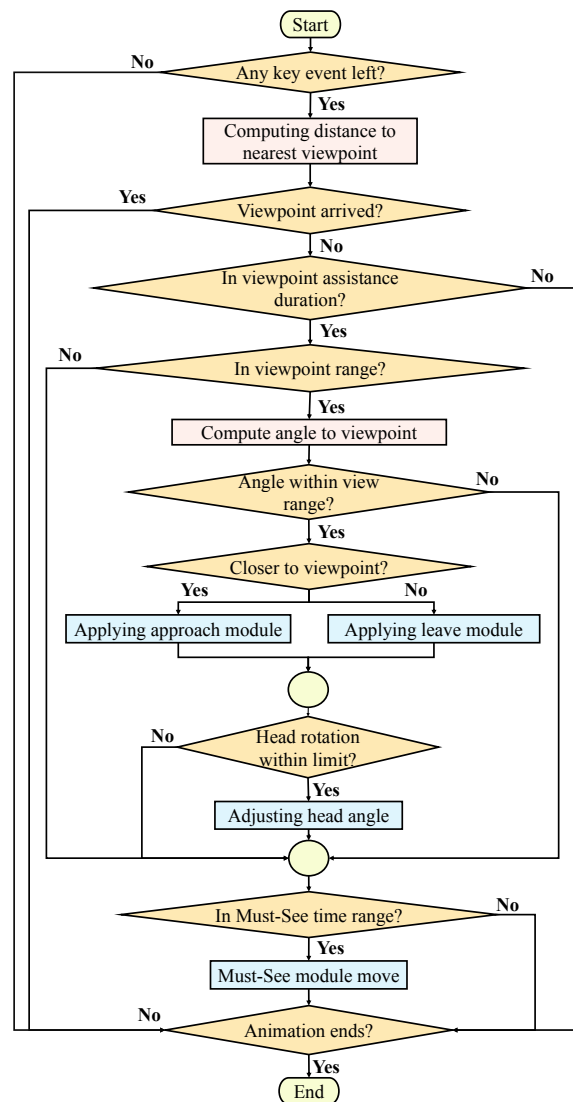 Start
No
Any key event left?
Yes
Computing distance to
nearest viewpoint
Yes
Viewpoint arrived?
No
In viewpoint assistance
duration?
No
Yes
No
In viewpoint range?
Yes
Compute angle to viewpoint
Angle within view
range?
No
Yes
Closer to viewpoint?
Yes
No
Applying approach module
Applying leave module
Head rotation
within limit?
No
Yes
Adjusting head angle
In Must-See time range?
No
Yes
Must-See module move
No
Animation ends?
Yes
End